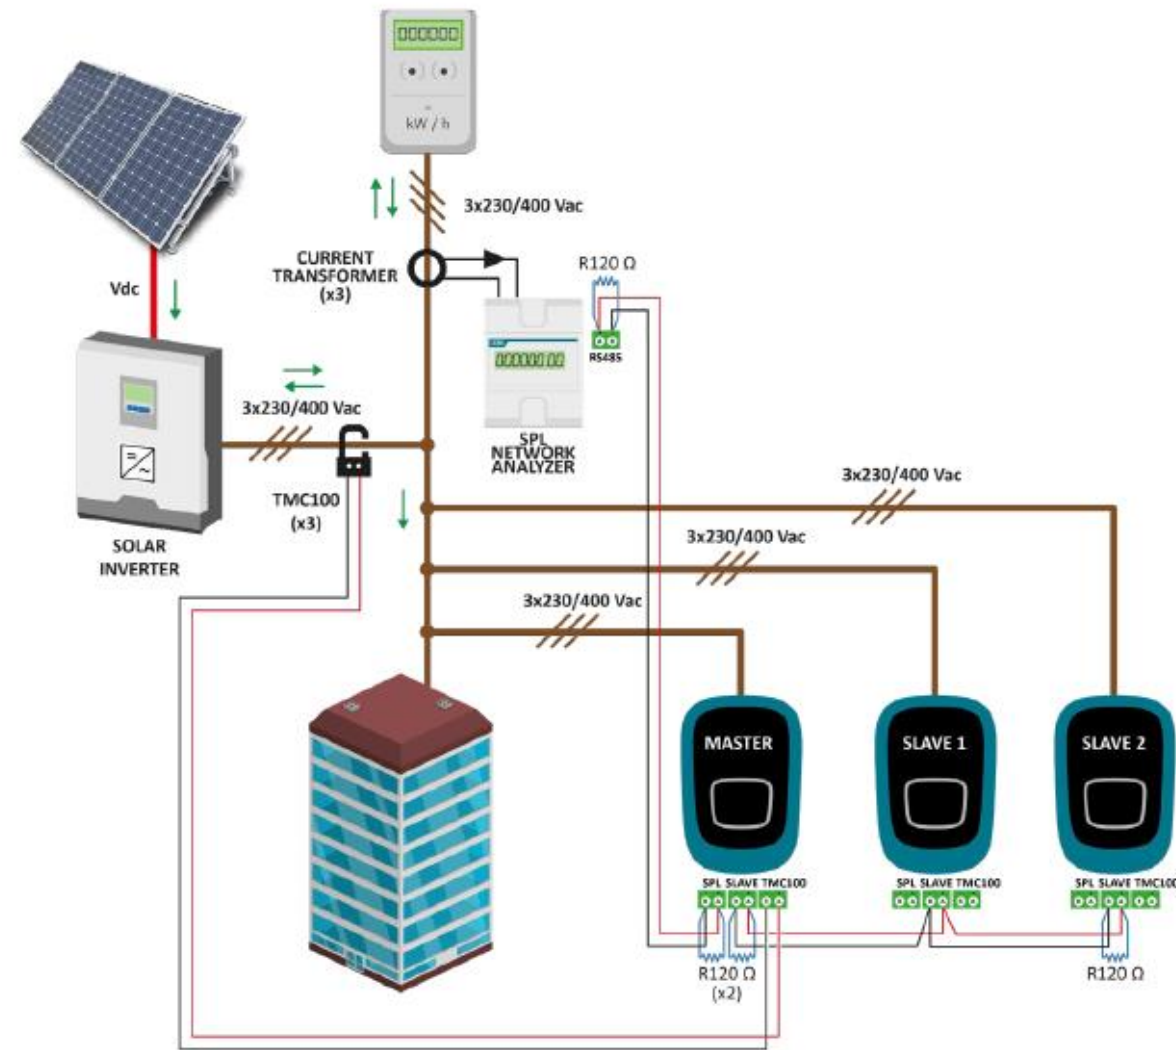 000000
kW / h
3x230/400 Vac
CURRENT
TRANSFORMER
(x3)
R120 Ω
Vdc
RS485
00000000
3x230/400 Vac
SPL
NETWORK
ANALYZER
TMC100
(x3)
SOLAR
INVERTER
3x230/400 Vac
3x230/400 Vac
3x230/400 Vac
MASTER
SLAVE 1
SLAVE 2
SPL SLAVE TMC100
SPL SLAVE TMC100
SPL SLAVE TMC100
R120 Ω
(x2)
R120 Ω